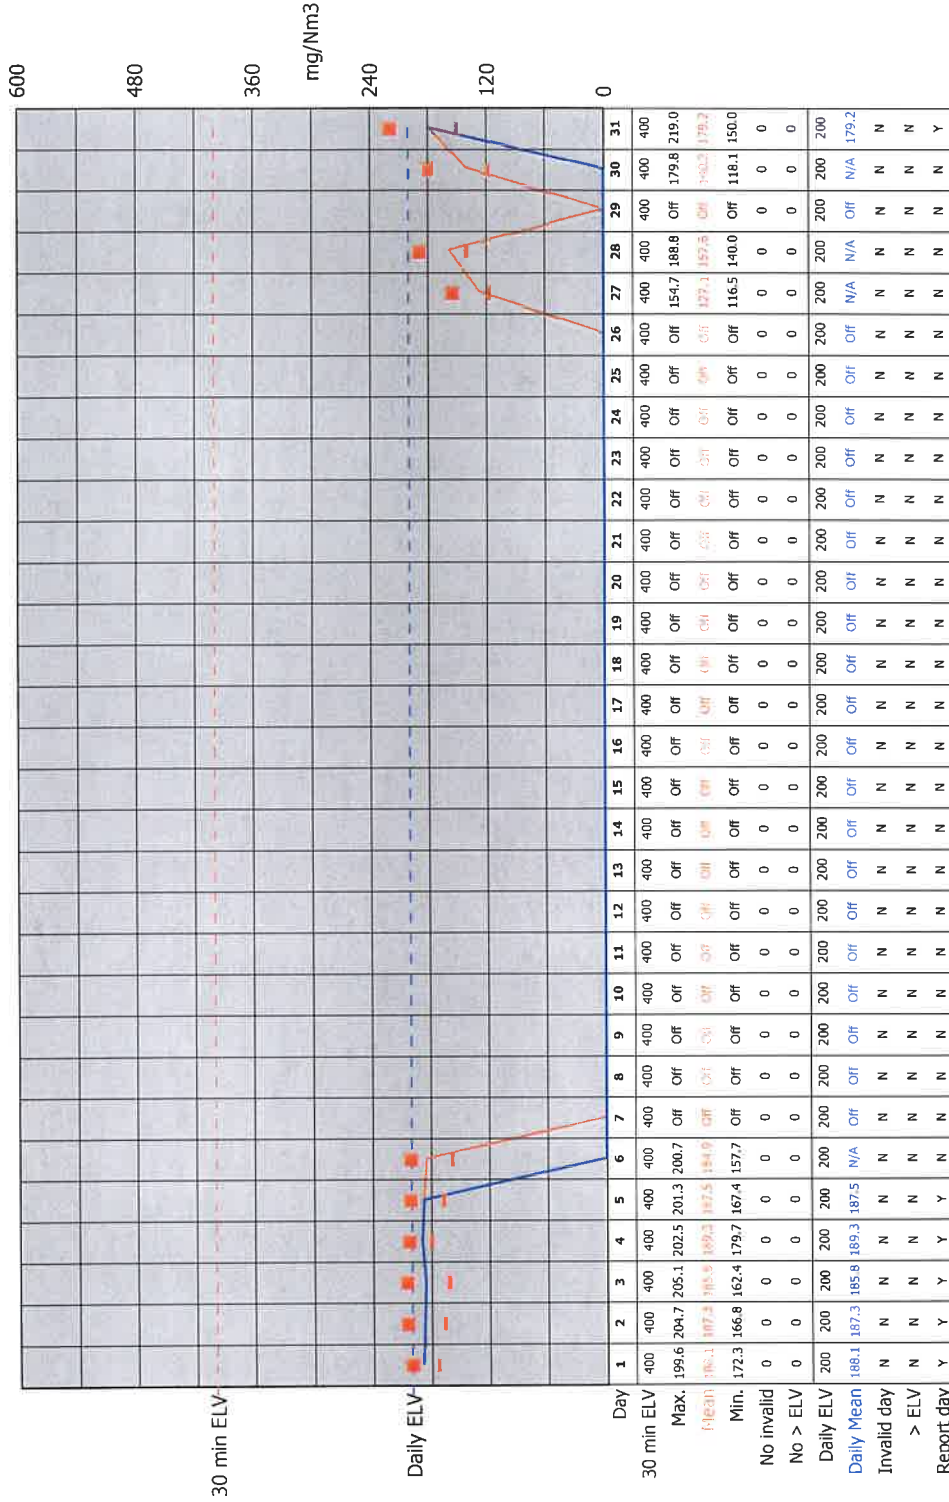 600
480
360
240
120
0
mg/Nm3
30 min ELV
Daily ELV
Day 1 2 3 4 5 6 7 8 9 10 11 12 13 14 15 16 17 18 19 20 21 22 23 24 25 26 27 28 29 30 31
30 min ELV 400 400 400 400 400 400 400 400 400 400 400 400 400 400 400 400 400 400 400 400 400 400 400 400 400 400 400 400 400 400 400
Max. 199.6 204.7 205.1 202.5 201.3 200.7 Off Off Off Off Off Off Off Off Off Off Off Off Off Off Off Off Off Off Off Off 154.7 188.8 Off 179.8 219.0
Mean 187.3 185.8 189.3 187.5 184.9 Off Off Off Off Off Off Off Off Off Off Off Off Off Off Off Off Off Off Off Off 127.1 Off 179.2
Min. 172.3 166.8 162.4 179.7 167.4 157.7 Off Off Off Off Off Off Off Off Off Off Off Off Off Off Off Off Off Off Off Off 116.5 140.0 Off 118.1 150.0
No invalid 0 0 0 0 0 0 0 0 0 0 0 0 0 0 0 0 0 0 0 0 0 0 0 0 0 0 0 0 0 0 0
No > ELV 0 0 0 0 0 0 0 0 0 0 0 0 0 0 0 0 0 0 0 0 0 0 0 0 0 0 0 0 0 0 0
Daily ELV 200 200 200 200 200 200 200 200 200 200 200 200 200 200 200 200 200 200 200 200 200 200 200 200 200 200 200 200 200 200 200
Daily Mean 188.1 187.3 185.8 189.3 187.5 N/A Off Off Off Off Off Off Off Off Off Off Off Off Off Off Off Off Off Off Off Off N/A N/A Off N/A 179.2
Invalid day N N N N N N N N N N N N N N N N N N N N N N N N N N N N N N N
> ELV N N N N N N N N N N N N N N N N N N N N N N N N N N N N N N N
Report day Y Y Y Y Y N N N N N N N N N N N N N N N N N N N N N N N N N Y